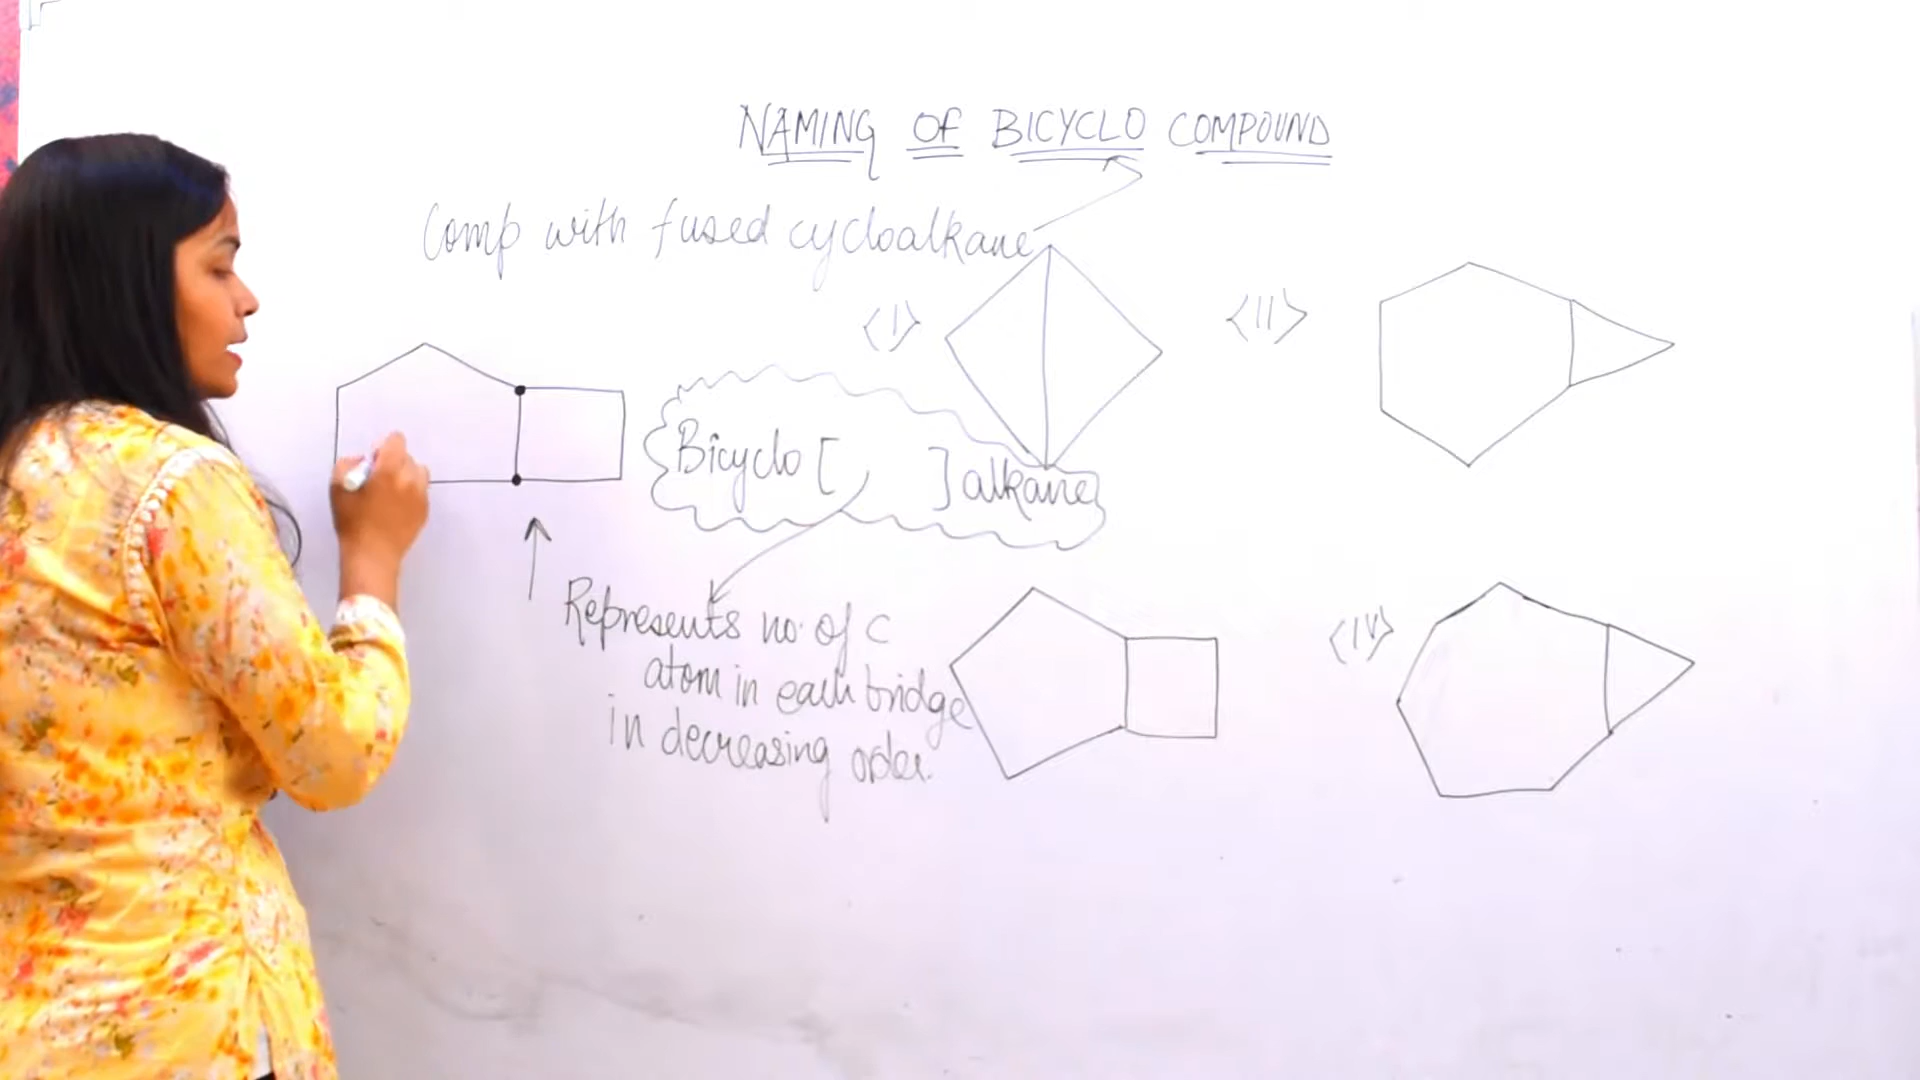 NAMING OF BICYCLO COMPOUND
Comp with fused cycloalkane
<I>
<II>
Bicyclo [ ] alkane
Represents no. of C
atom in each bridge
in decreasing order.
<IV>